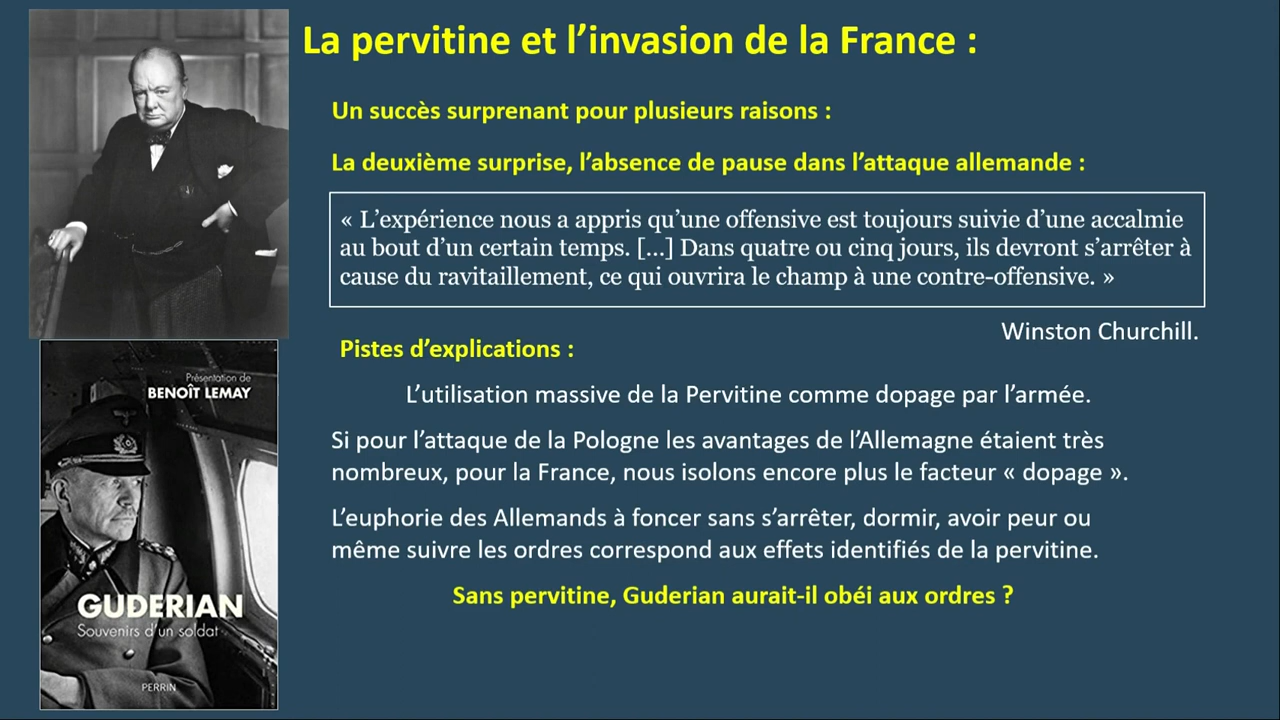 La pervitine et l’invasion de la France :
Un succès surprenant pour plusieurs raisons :
La deuxième surprise, l’absence de pause dans l’attaque allemande :
« L’expérience nous a appris qu’une offensive est toujours suivie d’une accalmie
au bout d’un certain temps. [...] Dans quatre ou cinq jours, ils devront s’arrêter à
cause du ravitaillement, ce qui ouvrira le champ à une contre-offensive. »
Winston Churchill.
Pistes d’explications :
L’utilisation massive de la Pervitine comme dopage par l’armée.
Si pour l’attaque de la Pologne les avantages de l’Allemagne étaient très
nombreux, pour la France, nous isolons encore plus le facteur « dopage ».
L’euphorie des Allemands à foncer sans s’arrêter, dormir, avoir peur ou
même suivre les ordres correspond aux effets identifiés de la pervitine.
Sans pervitine, Guderian aurait-il obéi aux ordres ?
Présentation de
BENOÎT LEMAY
GUDERIAN
Souvenirs d’un soldat
PERRIN